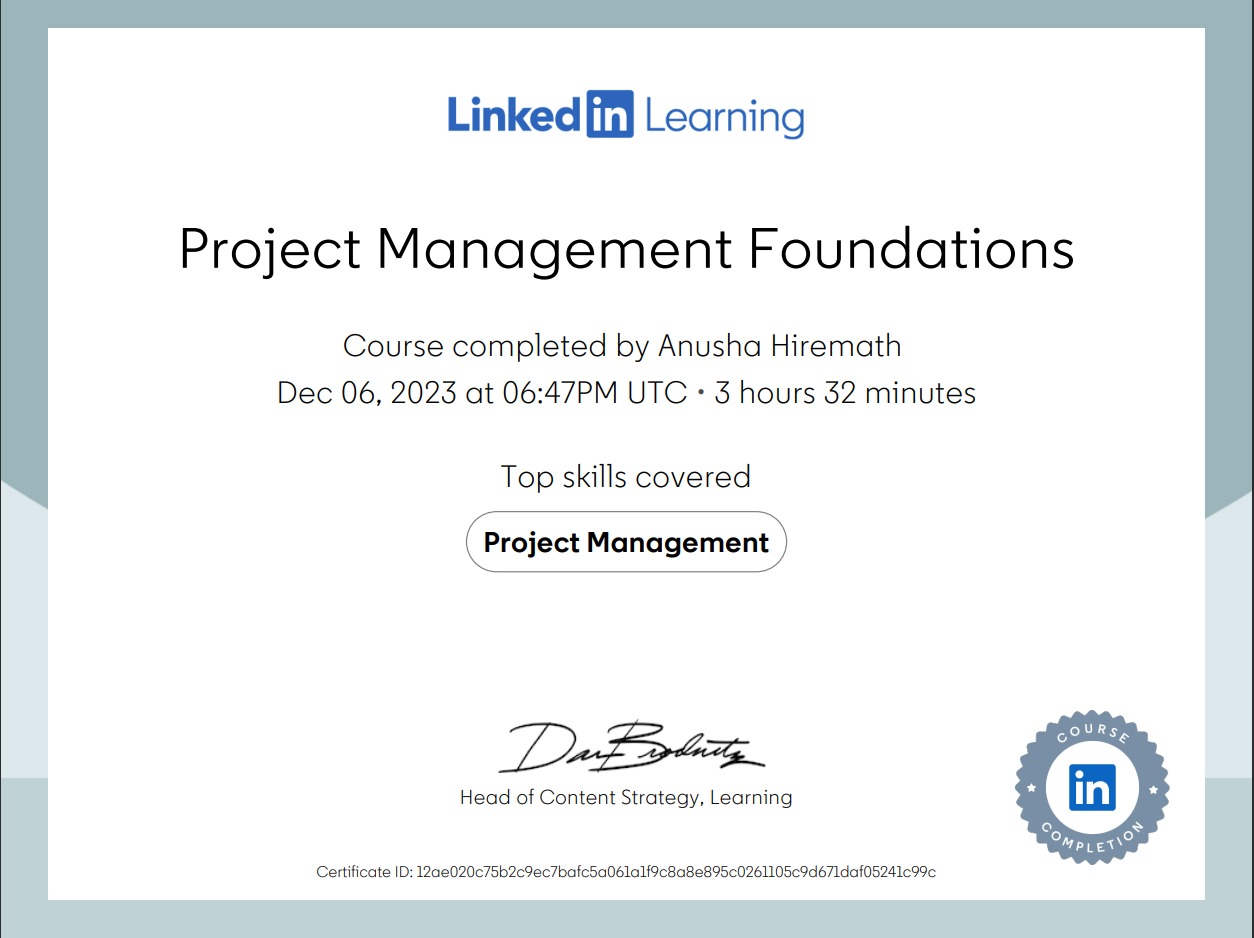 Linked in Learning
Project Management Foundations
Course completed by Anusha Hiremath
Dec 06, 2023 at 06:47PM UTC • 3 hours 32 minutes
Top skills covered
Project Management
Dan Brodnitz
Head of Content Strategy, Learning
COURSE
in
COMPLETION
Certificate ID: 12ae020c75b2c9ec7bafc5a061a1f9c8a8e895c0261105c9d671daf05241c99c